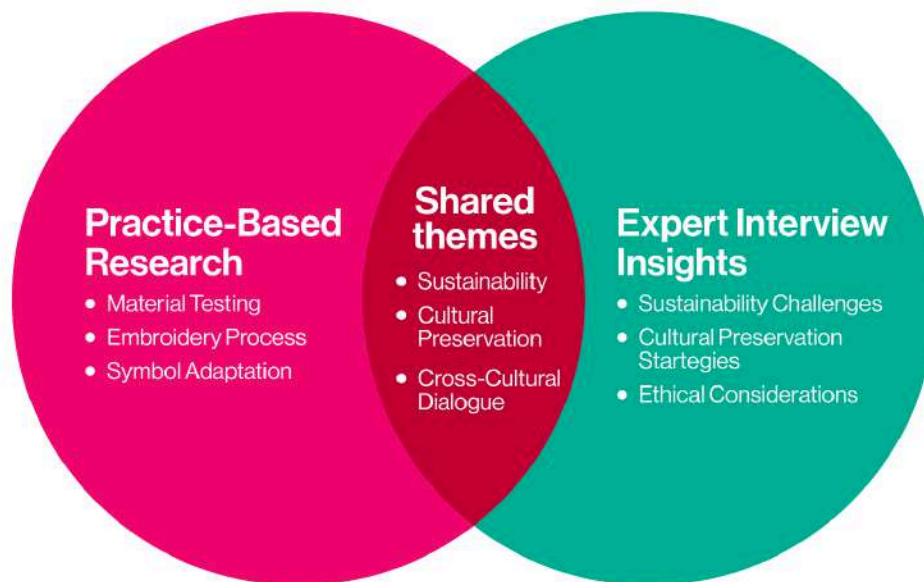 Practice-Based
Research
• Material Testing
• Embroidery Process
• Symbol Adaptation
Shared
themes
• Sustainability
• Cultural
Preservation
• Cross-Cultural
Dialogue
Expert Interview
Insights
• Sustainability Challenges
• Cultural Preservation
Startegies
• Ethical Considerations